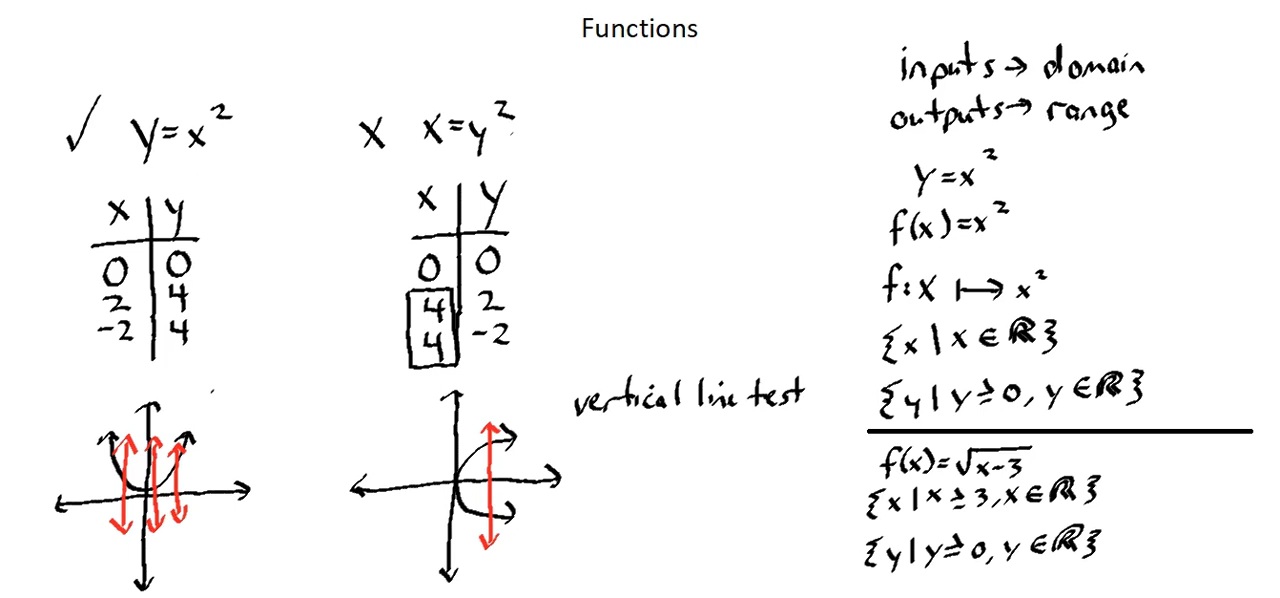 Functions
✓ y=x²
x | y
0 | 0
2 | 4
-2 | 4
X x=y²
x | y
0 | 0
4 | 2
4 | -2
vertical line test
inputs → domain
outputs → range
y=x²
f(x)=x²
f:x ↦ x²
{x | x ∈ ℝ}
{y | y ≥ 0, y ∈ ℝ}
f(x)=√(x-3)
{x | x ≥ 3, x ∈ ℝ}
{y | y ≥ 0, y ∈ ℝ}